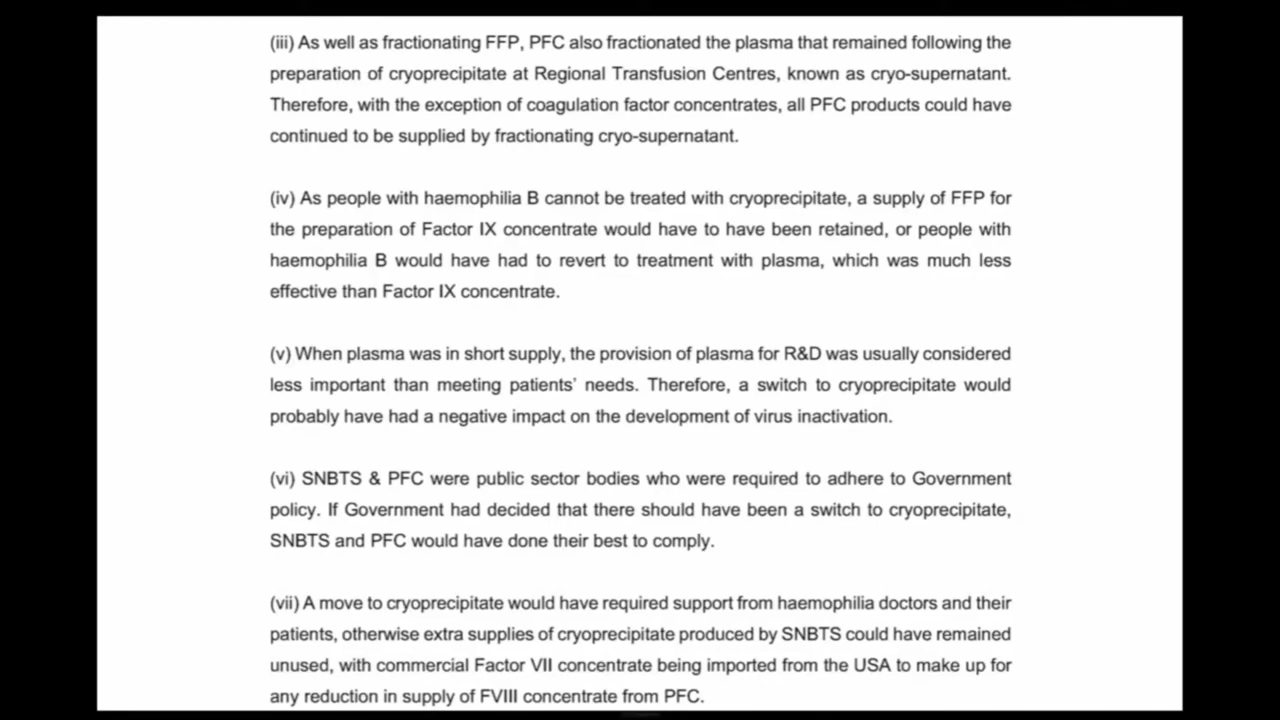 (iii) As well as fractionating FFP, PFC also fractionated the plasma that remained following the
preparation of cryoprecipitate at Regional Transfusion Centres, known as cryo-supernatant.
Therefore, with the exception of coagulation factor concentrates, all PFC products could have
continued to be supplied by fractionating cryo-supernatant.
(iv) As people with haemophilia B cannot be treated with cryoprecipitate, a supply of FFP for
the preparation of Factor IX concentrate would have to have been retained, or people with
haemophilia B would have had to revert to treatment with plasma, which was much less
effective than Factor IX concentrate.
(v) When plasma was in short supply, the provision of plasma for R&D was usually considered
less important than meeting patients' needs. Therefore, a switch to cryoprecipitate would
probably have had a negative impact on the development of virus inactivation.
(vi) SNBTS & PFC were public sector bodies who were required to adhere to Government
policy. If Government had decided that there should have been a switch to cryoprecipitate,
SNBTS and PFC would have done their best to comply.
(vii) A move to cryoprecipitate would have required support from haemophilia doctors and their
patients, otherwise extra supplies of cryoprecipitate produced by SNBTS could have remained
unused, with commercial Factor VII concentrate being imported from the USA to make up for
any reduction in supply of FVIII concentrate from PFC.